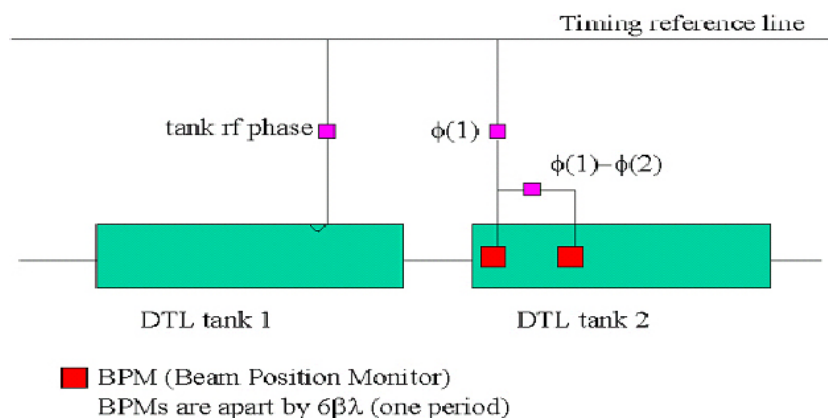 Timing reference line
tank rf phase
ϕ(1)
ϕ(1)–ϕ(2)
DTL tank 1
DTL tank 2
BPM (Beam Position Monitor)
BPMs are apart by 6βλ (one period)